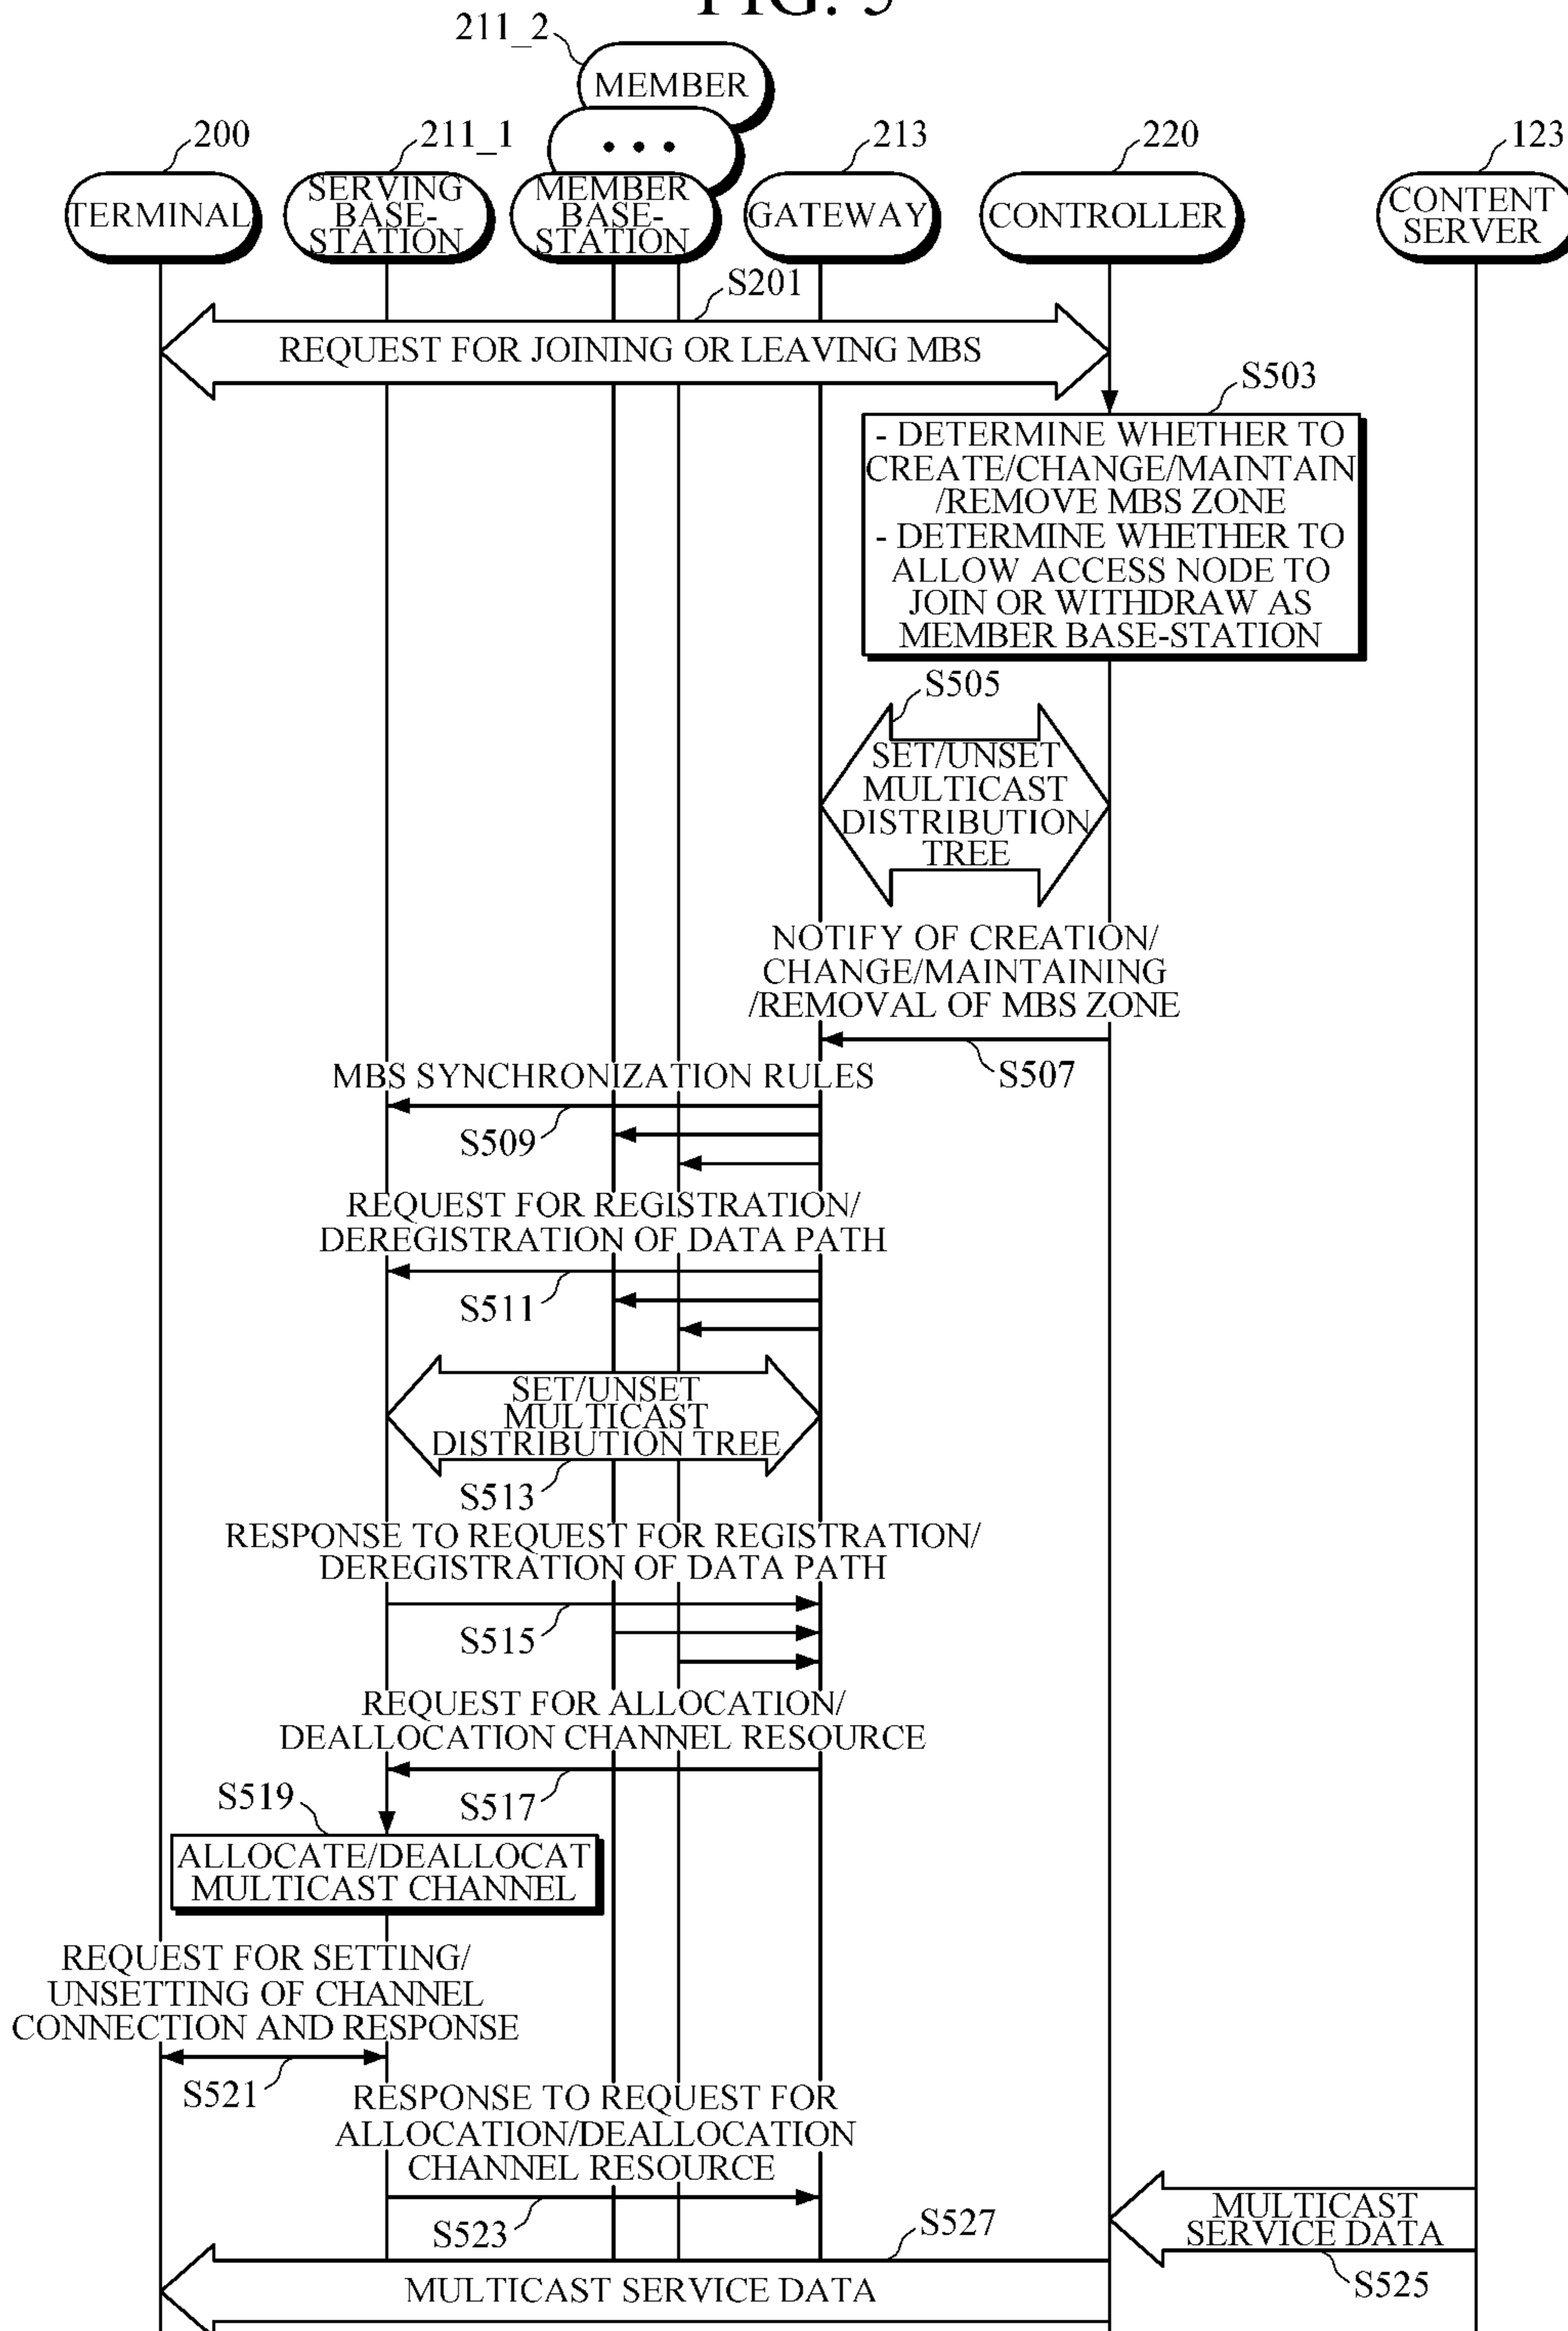 FIG. 5
211_2
MEMBER
• • •
200
211_1
213
220
123
TERMINAL
SERVING
BASE-
STATION
MEMBER
BASE-
STATION
GATEWAY
CONTROLLER
CONTENT
SERVER
S201
REQUEST FOR JOINING OR LEAVING MBS
S503
- DETERMINE WHETHER TO
CREATE/CHANGE/MAINTAIN
/REMOVE MBS ZONE
- DETERMINE WHETHER TO
ALLOW ACCESS NODE TO
JOIN OR WITHDRAW AS
MEMBER BASE-STATION
S505
SET/UNSET
MULTICAST
DISTRIBUTION
TREE
NOTIFY OF CREATION/
CHANGE/MAINTAINING
/REMOVAL OF MBS ZONE
S507
MBS SYNCHRONIZATION RULES
S509
REQUEST FOR REGISTRATION/
DEREGISTRATION OF DATA PATH
S511
SET/UNSET
MULTICAST
DISTRIBUTION TREE
S513
RESPONSE TO REQUEST FOR REGISTRATION/
DEREGISTRATION OF DATA PATH
S515
REQUEST FOR ALLOCATION/
DEALLOCATION CHANNEL RESOURCE
S517
S519
ALLOCATE/DEALLOCAT
MULTICAST CHANNEL
REQUEST FOR SETTING/
UNSETTING OF CHANNEL
CONNECTION AND RESPONSE
S521
RESPONSE TO REQUEST FOR
ALLOCATION/DEALLOCATION
CHANNEL RESOURCE
S523
MULTICAST
SERVICE DATA
S525
S527
MULTICAST SERVICE DATA